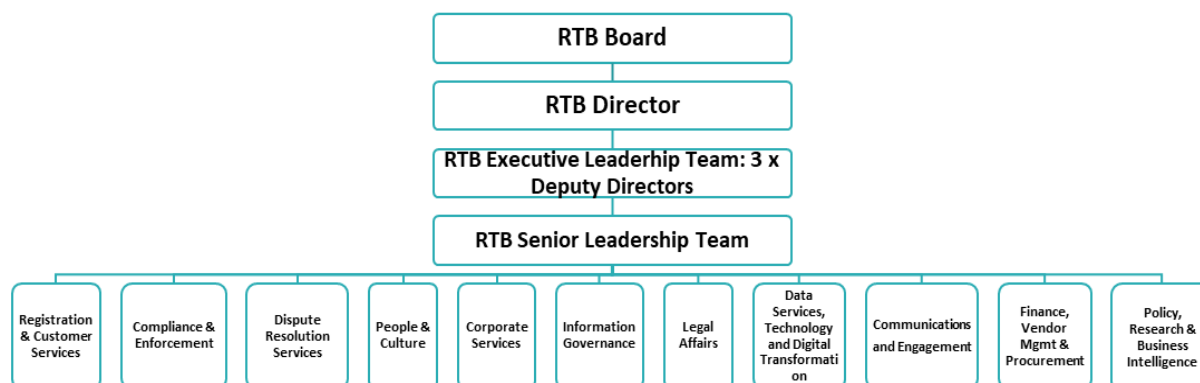 RTB Board
RTB Director
RTB Executive Leaderhip Team: 3 x
Deputy Directors
RTB Senior Leadership Team
Registration
& Customer
Services
Compliance &
Enforcement
Dispute
Resolution
Services
People &
Culture
Corporate
Services
Information
Governance
Legal
Affairs
Data
Services,
Technology
and Digital
Transformati
on
Communications
and Engagement
Finance,
Vendor
Mgmt &
Procurement
Policy,
Research &
Business
Intelligence